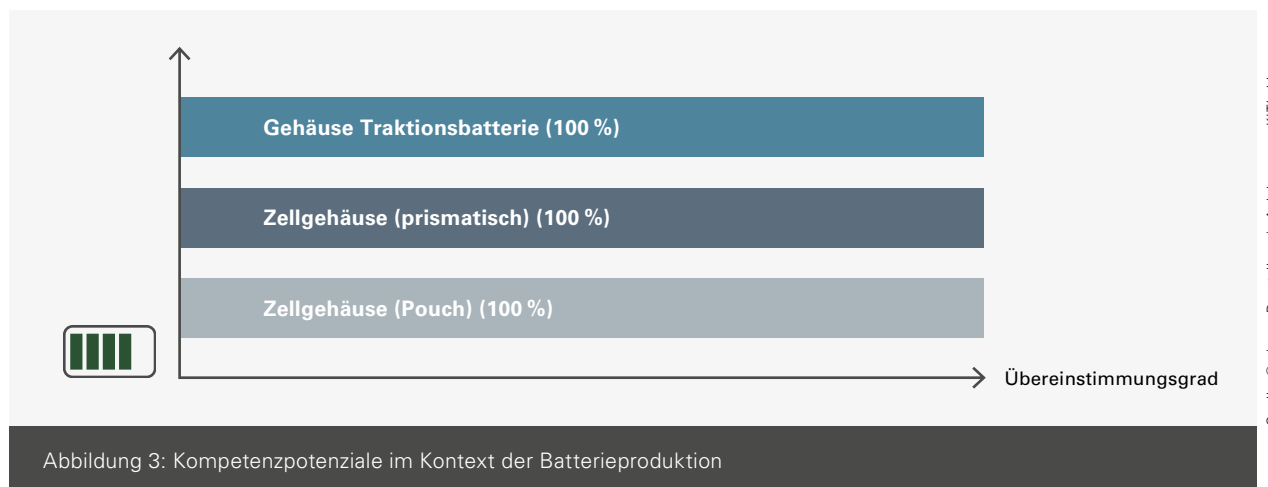 Gehäuse Traktionsbatterie (100 %)
Zellgehäuse (prismatisch) (100 %)
Zellgehäuse (Pouch) (100 %)
Übereinstimmungsgrad
Abbildung 3: Kompetenzpotenziale im Kontext der Batterieproduktion